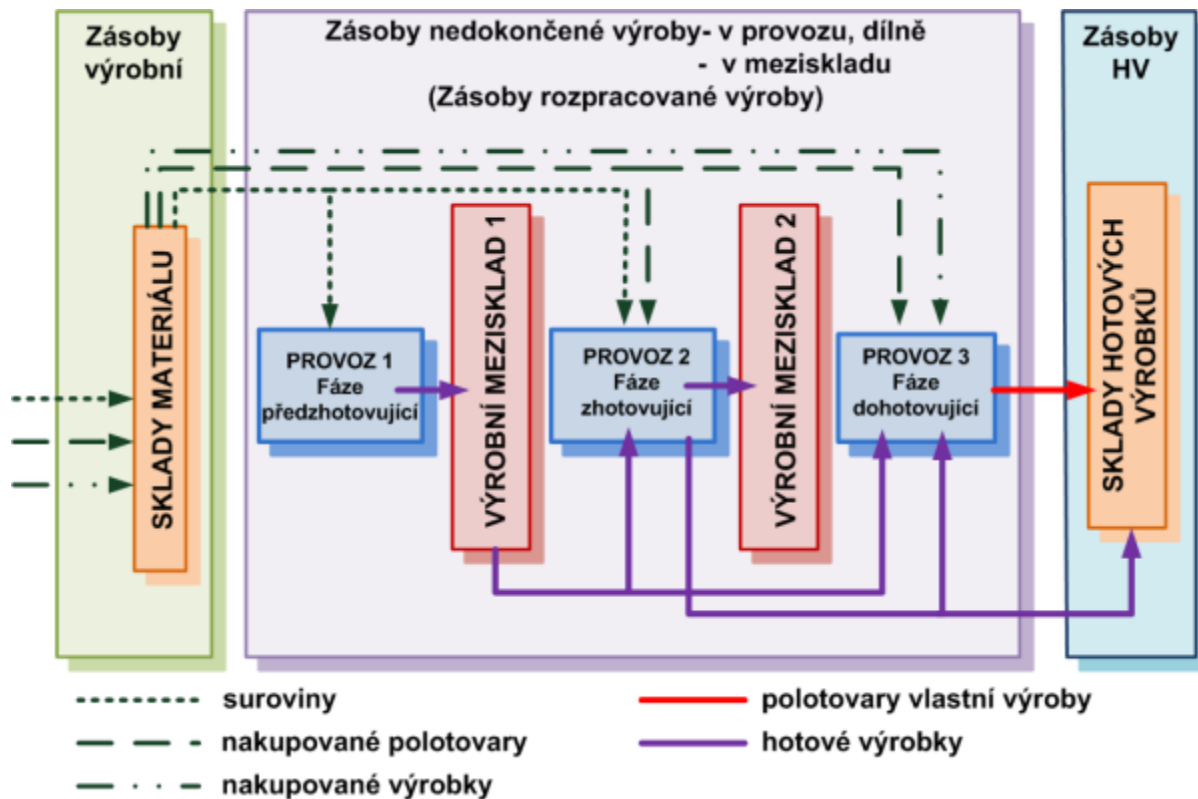 Zásoby
výrobní
Zásoby nedokončené výroby- v provozu, dílně
- v meziskladu
(Zásoby rozpracované výroby)
Zásoby
HV
SKLADY MATERIÁLU
PROVOZ 1
Fáze
předzhotovující
VÝROBNÍ MEZISKLAD 1
PROVOZ 2
Fáze
zhotovující
VÝROBNÍ MEZISKLAD 2
PROVOZ 3
Fáze
dohotovující
SKLADY HOTOVÝCH
VÝROBKŮ
suroviny
nakupované polotovary
nakupované výrobky
polotovary vlastní výroby
hotové výrobky